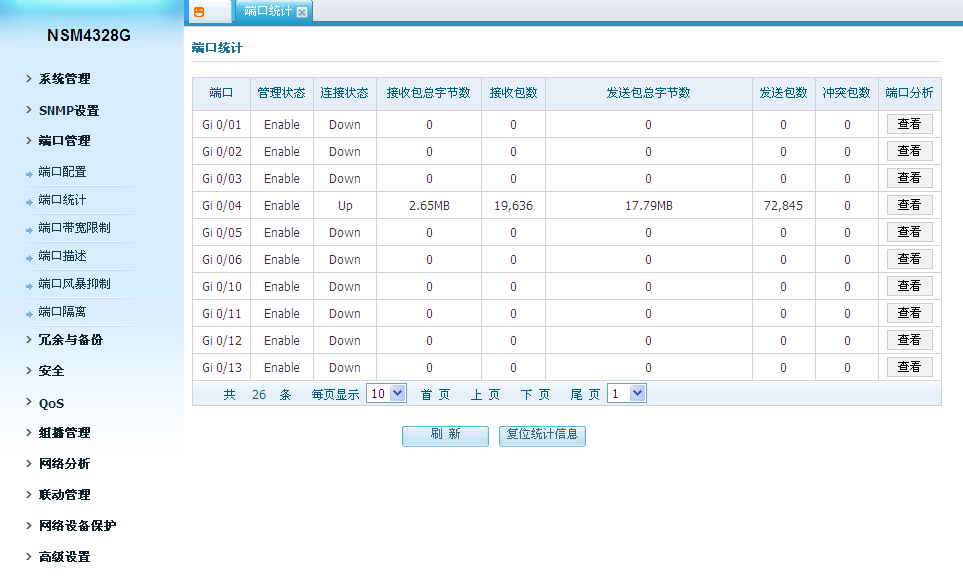 NSM4328G
系统管理
SNMP设置
端口管理
端口配置
端口统计
端口带宽限制
端口描述
端口风暴抑制
端口隔离
冗余与备份
安全
QoS
组播管理
网络分析
联动管理
网络设备保护
高级设置
端口统计
端口统计
端口 管理状态 连接状态 接收包总字节数 接收包数 发送包总字节数 发送包数 冲突包数 端口分析
Gi 0/01 Enable Down 0 0 0 0 0 查看
Gi 0/02 Enable Down 0 0 0 0 0 查看
Gi 0/03 Enable Down 0 0 0 0 0 查看
Gi 0/04 Enable Up 2.65MB 19,636 17.79MB 72,845 0 查看
Gi 0/05 Enable Down 0 0 0 0 0 查看
Gi 0/06 Enable Down 0 0 0 0 0 查看
Gi 0/10 Enable Down 0 0 0 0 0 查看
Gi 0/11 Enable Down 0 0 0 0 0 查看
Gi 0/12 Enable Down 0 0 0 0 0 查看
Gi 0/13 Enable Down 0 0 0 0 0 查看
共 26 条 每页显示 10 首 页 上 页 下 页 尾 页 1
刷 新 复位统计信息